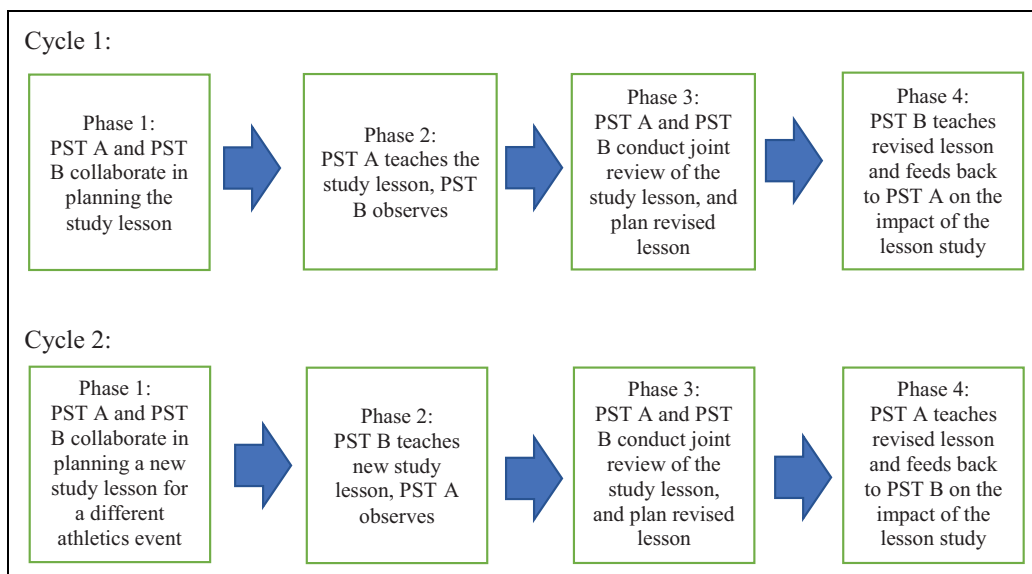 Cycle 1:
Phase 1:
PST A and PST
B collaborate in
planning the
study lesson
Phase 2:
PST A teaches the
study lesson, PST
B observes
Phase 3:
PST A and PST
B conduct joint
review of the
study lesson, and
plan revised
lesson
Phase 4:
PST B teaches
revised lesson
and feeds back
to PST A on the
impact of the
lesson study
Cycle 2:
Phase 1:
PST A and PST
B collaborate in
planning a new
study lesson for
a different
athletics event
Phase 2:
PST B teaches
new study
lesson, PST A
observes
Phase 3:
PST A and PST
B conduct joint
review of the
study lesson,
and plan revised
lesson
Phase 4:
PST A teaches
revised lesson
and feeds back
to PST B on the
impact of the
lesson study